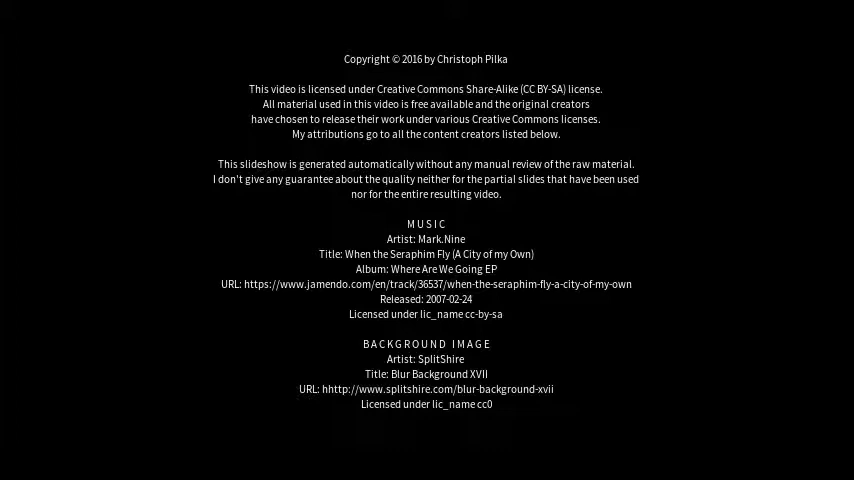 Copyright © 2016 by Christoph Pilka
This video is licensed under Creative Commons Share-Alike (CC BY-SA) license.
All material used in this video is free available and the original creators
have chosen to release their work under various Creative Commons licenses.
My attributions go to all the content creators listed below.
This slideshow is generated automatically without any manual review of the raw material.
I don't give any guarantee about the quality neither for the partial slides that have been used
nor for the entire resulting video.
MUSIC
Artist: Mark.Nine
Title: When the Seraphim Fly (A City of my Own)
Album: Where Are We Going EP
URL: https://www.jamendo.com/en/track/36537/when-the-seraphim-fly-a-city-of-my-own
Released: 2007-02-24
Licensed under lic_name cc-by-sa
BACKGROUND IMAGE
Artist: SplitShire
Title: Blur Background XVII
URL: hhttp://www.splitshire.com/blur-background-xvii
Licensed under lic_name cc0